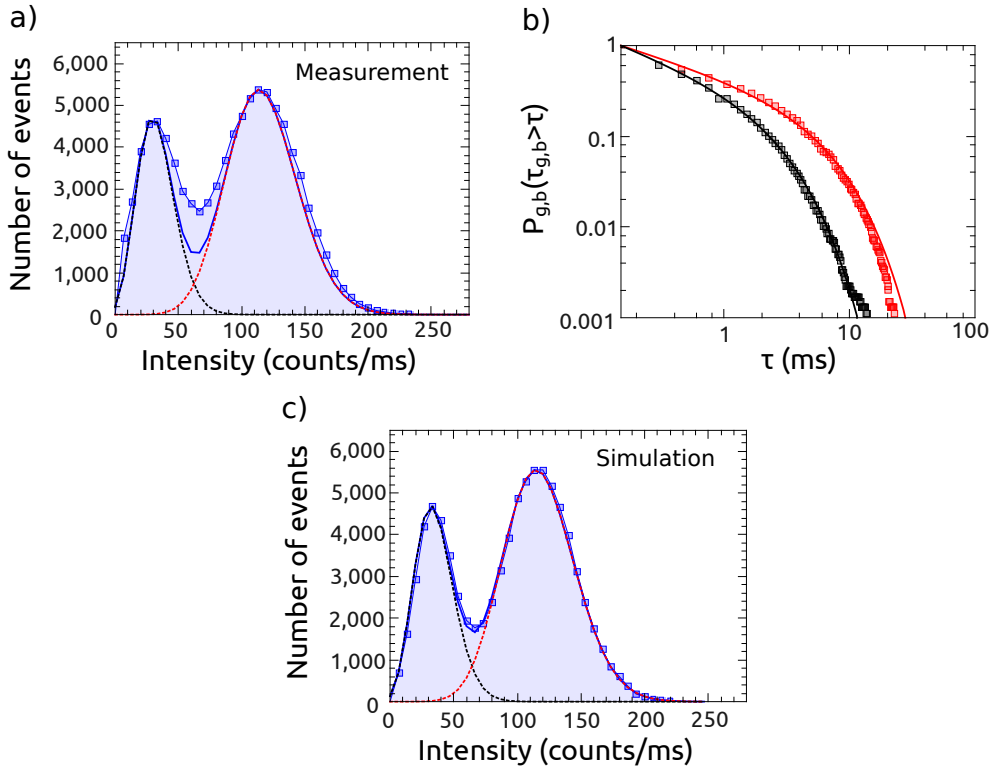 a)
Measurement
Number of events
6,000
5,000
4,000
3,000
2,000
1,000
0
0 50 100 150 200 250
Intensity (counts/ms)
b)
P_{g,b}(τ_{g,b}>τ)
1
0.1
0.01
0.001
1 10 100
τ (ms)
c)
Simulation
Number of events
6,000
5,000
4,000
3,000
2,000
1,000
0
0 50 100 150 200 250
Intensity (counts/ms)